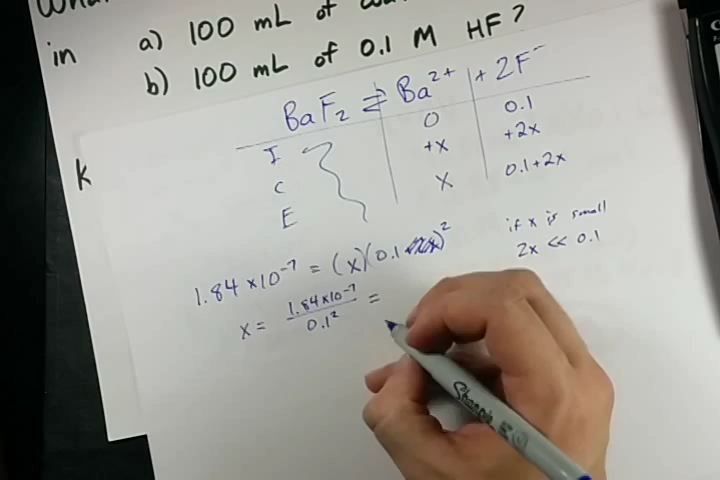 in a) 100 mL of
b) 100 mL of 0.1 M HF?
k
BaF₂ ⇌ Ba²⁺ + 2F⁻
I 0 0.1
C +x +2x
E x 0.1+2x
if x is small
2x << 0.1
1.84 × 10⁻⁷ = (x)(0.1)²
x = 1.84×10⁻⁷ / 0.1² =
Sharpie